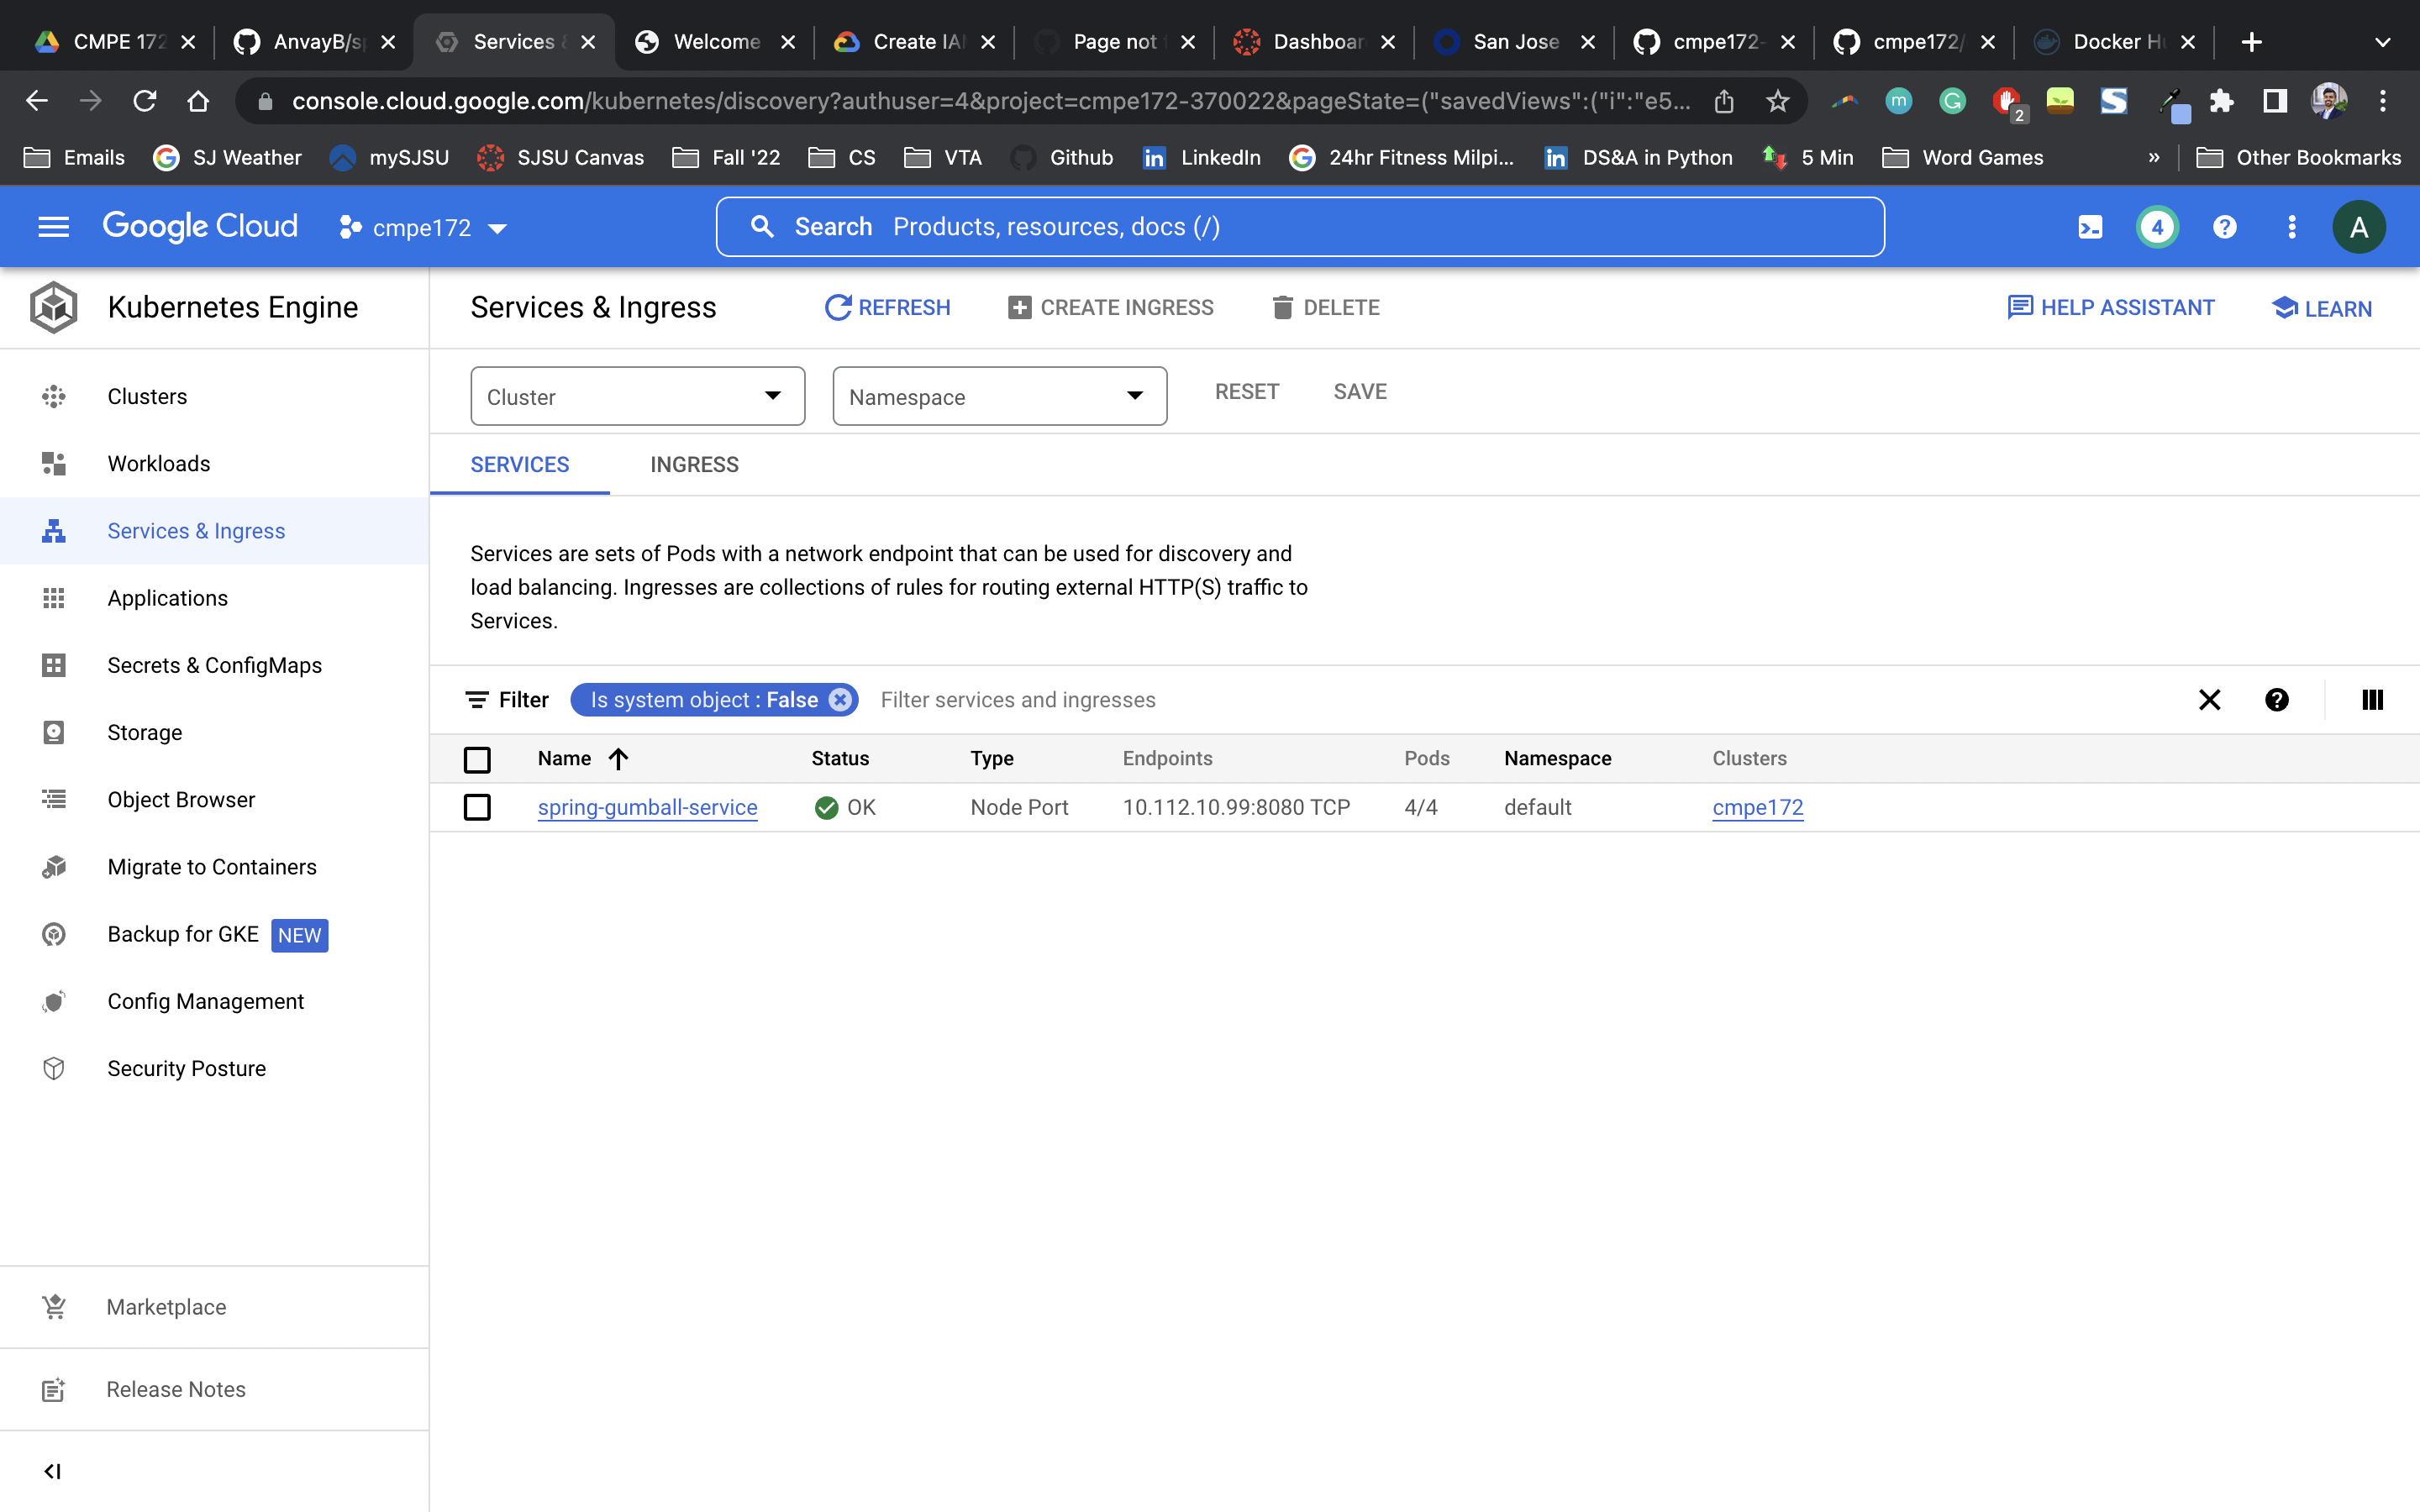 CMPE 172
AnvayB/s
Services
Welcome
Create IA
Page not
Dashboar
San Jose
cmpe172-
cmpe172/
Docker H
console.cloud.google.com/kubernetes/discovery?authuser=4&project=cmpe172-370022&pageState=("savedViews":("i":"e5...
2
Emails
SJ Weather
mySJSU
SJSU Canvas
Fall '22
CS
VTA
Github
LinkedIn
24hr Fitness Milpi...
DS&A in Python
5 Min
Word Games
»
Other Bookmarks
Google Cloud
cmpe172
Search Products, resources, docs (/)
4
A
Kubernetes Engine
Services & Ingress
REFRESH
CREATE INGRESS
DELETE
HELP ASSISTANT
LEARN
Clusters
Workloads
Services & Ingress
Applications
Secrets & ConfigMaps
Storage
Object Browser
Migrate to Containers
Backup for GKE NEW
Config Management
Security Posture
Marketplace
Release Notes
Cluster
Namespace
RESET
SAVE
SERVICES
INGRESS
Services are sets of Pods with a network endpoint that can be used for discovery and
load balancing. Ingresses are collections of rules for routing external HTTP(S) traffic to
Services.
Filter Is system object : False Filter services and ingresses
Name Status Type Endpoints Pods Namespace Clusters
spring-gumball-service OK Node Port 10.112.10.99:8080 TCP 4/4 default cmpe172